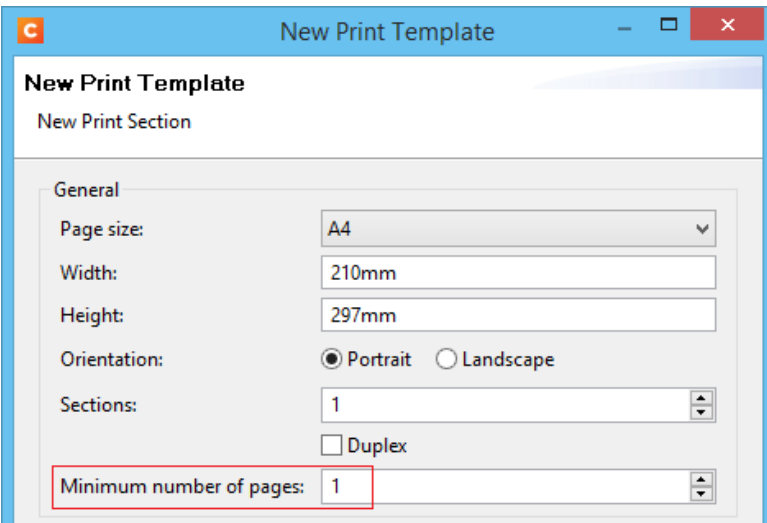 C New Print Template
New Print Template
New Print Section
General
Page size: A4
Width: 210mm
Height: 297mm
Orientation: Portrait Landscape
Sections: 1
Duplex
Minimum number of pages: 1